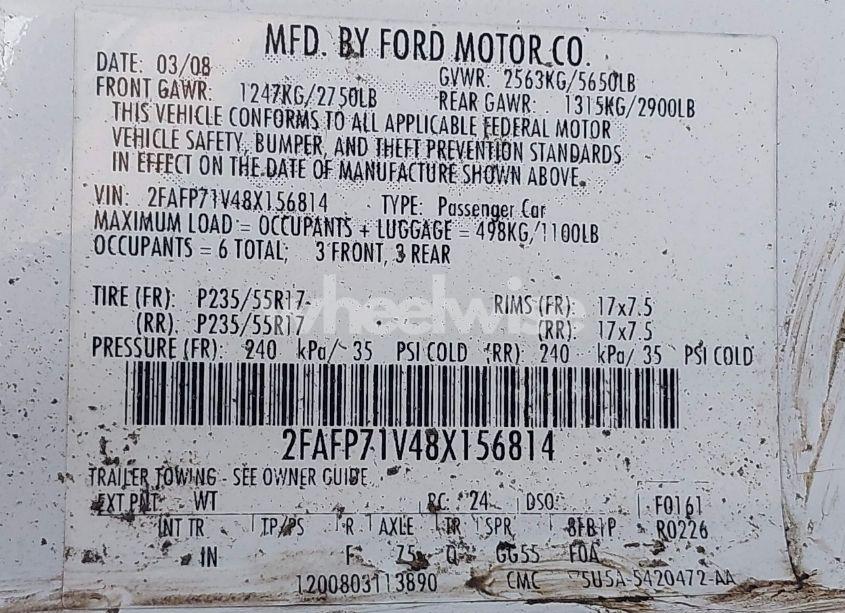 MFD. BY FORD MOTOR CO.
DATE: 03/08 GVWR: 2563KG/5650LB
FRONT GAWR: 1247KG/2750LB REAR GAWR: 1315KG/2900LB
THIS VEHICLE CONFORMS TO ALL APPLICABLE FEDERAL MOTOR
VEHICLE SAFETY, BUMPER, AND THEFT PREVENTION STANDARDS
IN EFFECT ON THE DATE OF MANUFACTURE SHOWN ABOVE.
VIN: 2FAFP71V48X156814 TYPE: Passenger Car
MAXIMUM LOAD = OCCUPANTS + LUGGAGE = 498KG/1100LB
OCCUPANTS = 6 TOTAL; 3 FRONT, 3 REAR
wheelwise
TIRE (FR): P235/55R17 RIMS (FR): 17x7.5
(RR): P235/55R17 (RR): 17x7.5
PRESSURE (FR): 240 kPa/ 35 PSI COLD (RR): 240 kPa/ 35 PSI COLD
2FAFP71V48X156814
TRAILER TOWING - SEE OWNER GUIDE
EXT PNT: WT RC: 24 DSO: F0161
INT TR TP/PS R AXLE TR SPR R0226
IN F Z5 Q GG55 F0A
1200803113890 CMC 5U5A-5420472-AA